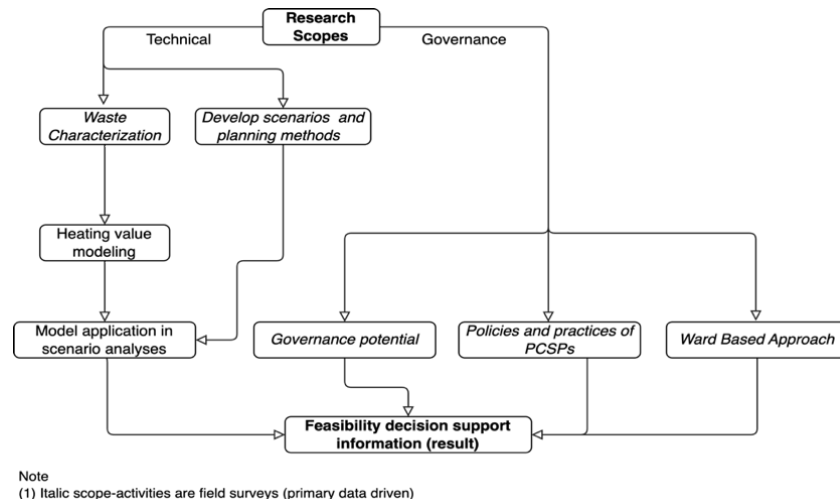 Research
Scopes
Technical
Governance
Waste
Characterization
Develop scenarios and
planning methods
Heating value
modeling
Model application in
scenario analyses
Governance potential
Policies and practices of
PCSPs
Ward Based Approach
Feasibility decision support
information (result)
Note
(1) Italic scope-activities are field surveys (primary data driven)